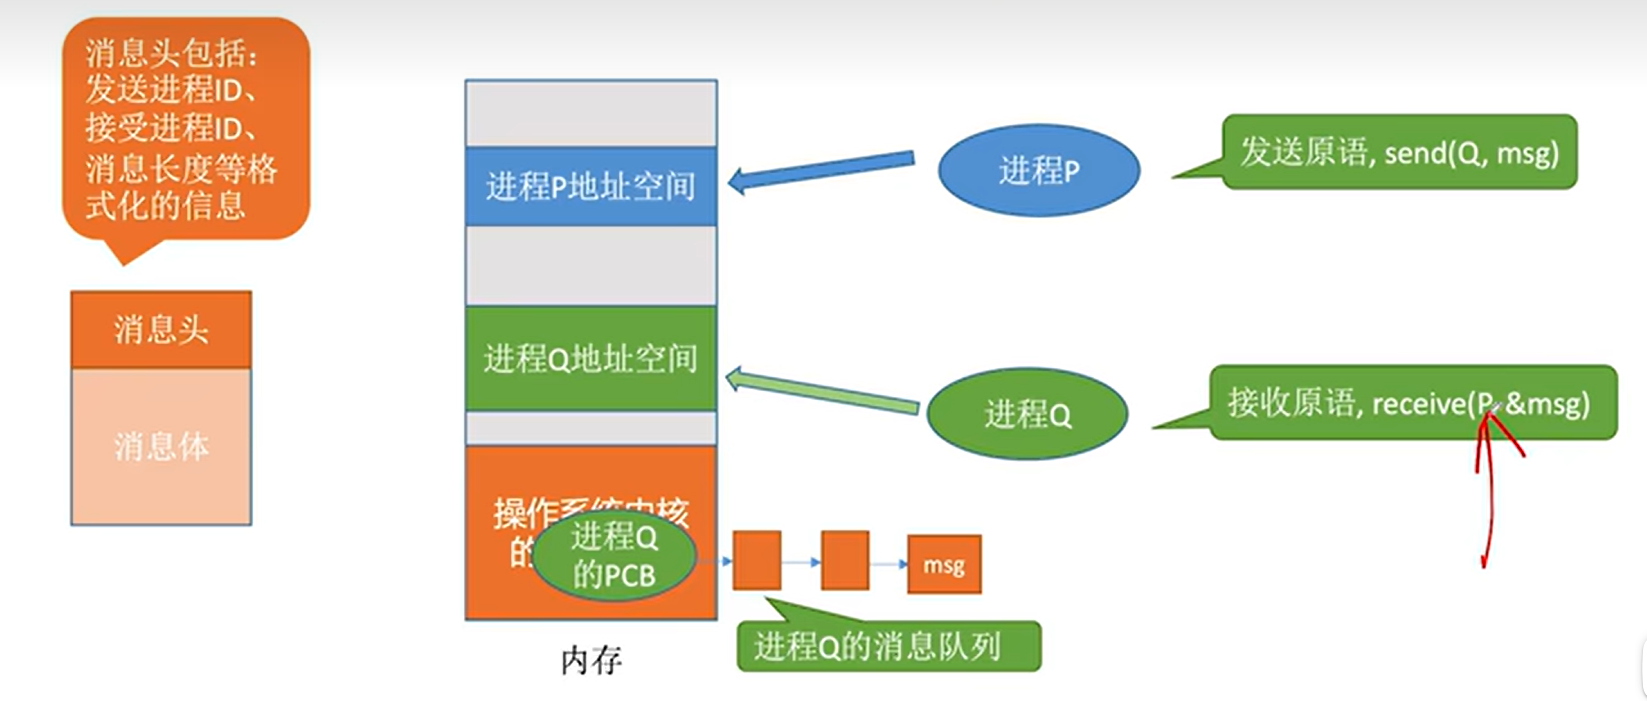 消息头包括：
发送进程ID、
接受进程ID、
消息长度等格
式化的信息
消息头
消息体
进程P地址空间
进程Q地址空间
操作系统内核
的
进程Q
的PCB
内存
msg
进程Q的消息队列
进程P
发送原语, send(Q, msg)
进程Q
接收原语, receive(P, &msg)